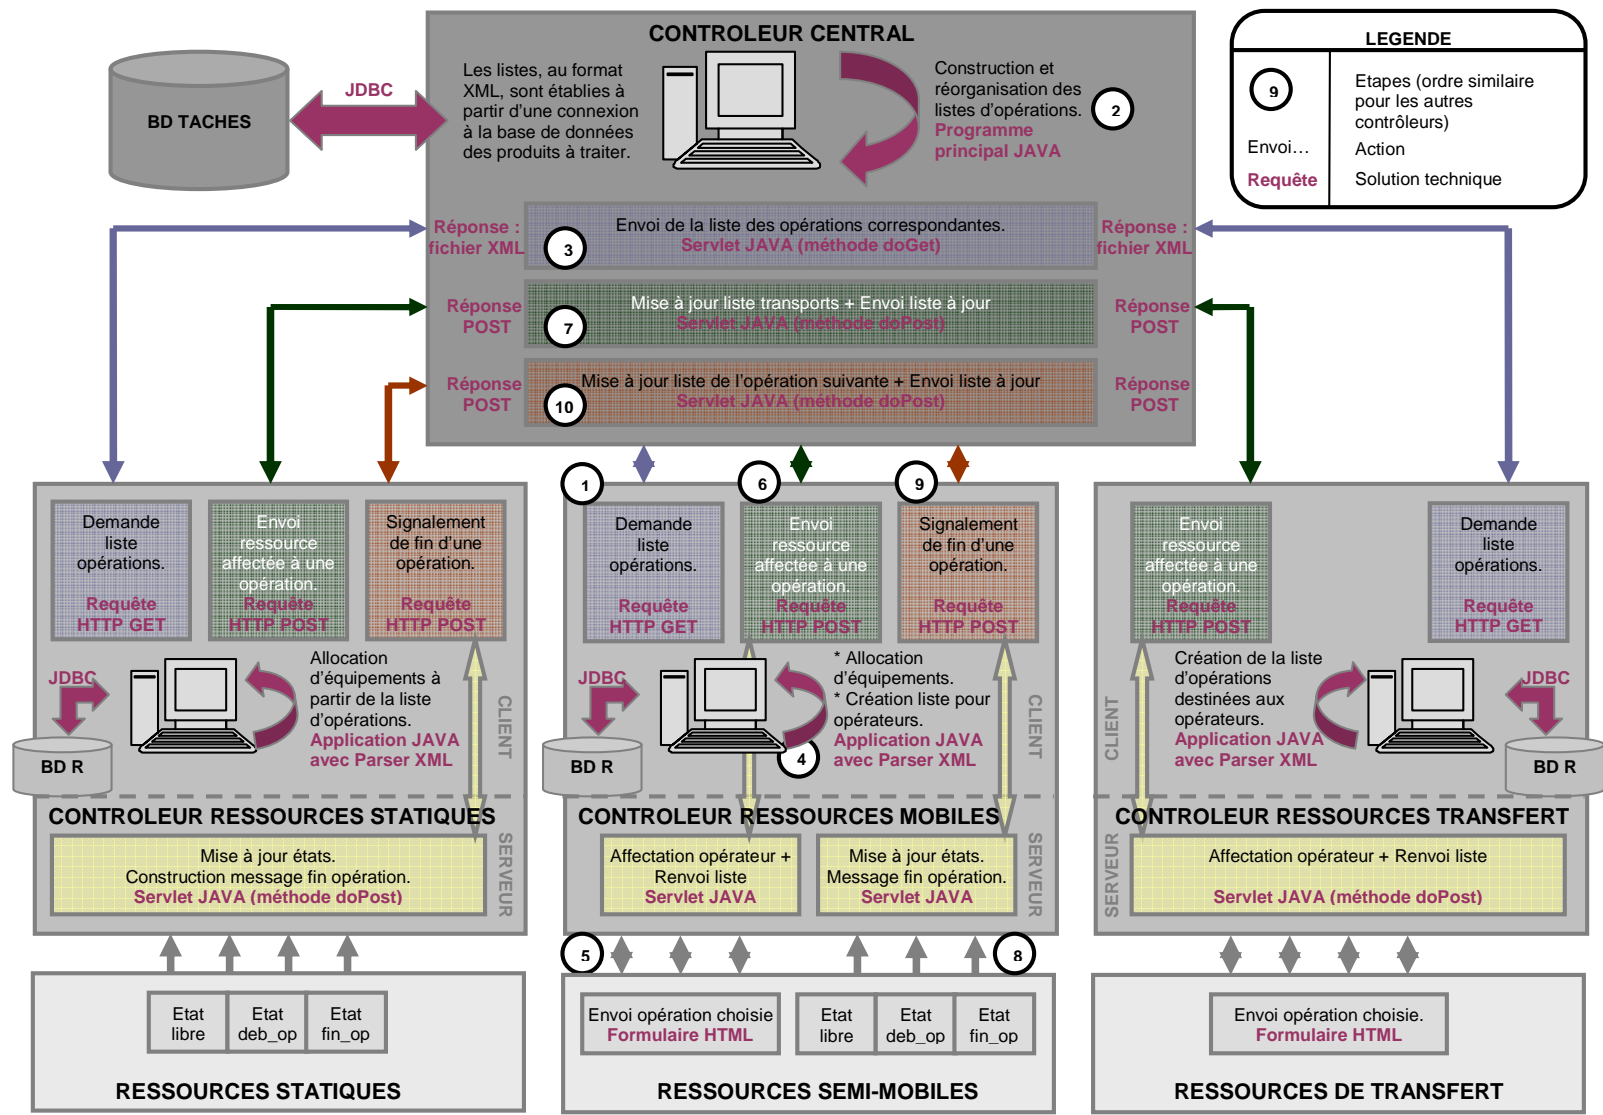 CONTROLEUR CENTRAL
BD TACHES
JDBC
Les listes, au format
XML, sont établies à
partir d'une connexion
à la base de données
des produits à traiter.
Construction et
réorganisation des
listes d'opérations.
Programme
principal JAVA
2
LEGENDE
9
Etapes (ordre similaire
pour les autres
contrôleurs)
Envoi…
Action
Requête
Solution technique
Réponse :
fichier XML
Envoi de la liste des opérations correspondantes.
Servlet JAVA (méthode doGet)
3
Réponse :
fichier XML
Réponse
POST
Mise à jour liste transports + Envoi liste à jour
Servlet JAVA (méthode doPost)
7
Réponse
POST
Réponse
POST
Mise à jour liste de l'opération suivante + Envoi liste à jour
Servlet JAVA (méthode doPost)
10
Réponse
POST
Demande
liste
opérations.
Requête
HTTP GET
Envoi
ressource
affectée à une
opération.
Requête
HTTP POST
Signalement
de fin d'une
opération.
Requête
HTTP POST
JDBC
BD R
Allocation
d'équipements à
partir de la liste
d'opérations.
Application JAVA
avec Parser XML
CLIENT
CONTROLEUR RESSOURCES STATIQUES
SERVEUR
Mise à jour états.
Construction message fin opération.
Servlet JAVA (méthode doPost)
Etat
libre
Etat
deb_op
Etat
fin_op
RESSOURCES STATIQUES
1
6
9
Demande
liste
opérations.
Requête
HTTP GET
Envoi
ressource
affectée à une
opération.
Requête
HTTP POST
Signalement
de fin d'une
opération.
Requête
HTTP POST
JDBC
BD R
* Allocation
d'équipements.
* Création liste pour
opérateurs.
Application JAVA
avec Parser XML
4
CLIENT
CONTROLEUR RESSOURCES MOBILES
SERVEUR
Affectation opérateur +
Renvoi liste
Servlet JAVA
Mise à jour états.
Message fin opération.
Servlet JAVA
5
8
Envoi opération choisie
Formulaire HTML
Etat
libre
Etat
deb_op
Etat
fin_op
RESSOURCES SEMI-MOBILES
Envoi
ressource
affectée à une
opération.
Requête
HTTP POST
Demande
liste
opérations.
Requête
HTTP GET
CLIENT
Création de la liste
d'opérations
destinées aux
opérateurs.
Application JAVA
avec Parser XML
JDBC
BD R
CONTROLEUR RESSOURCES TRANSFERT
SERVEUR
Affectation opérateur + Renvoi liste
Servlet JAVA (méthode doPost)
Envoi opération choisie.
Formulaire HTML
RESSOURCES DE TRANSFERT